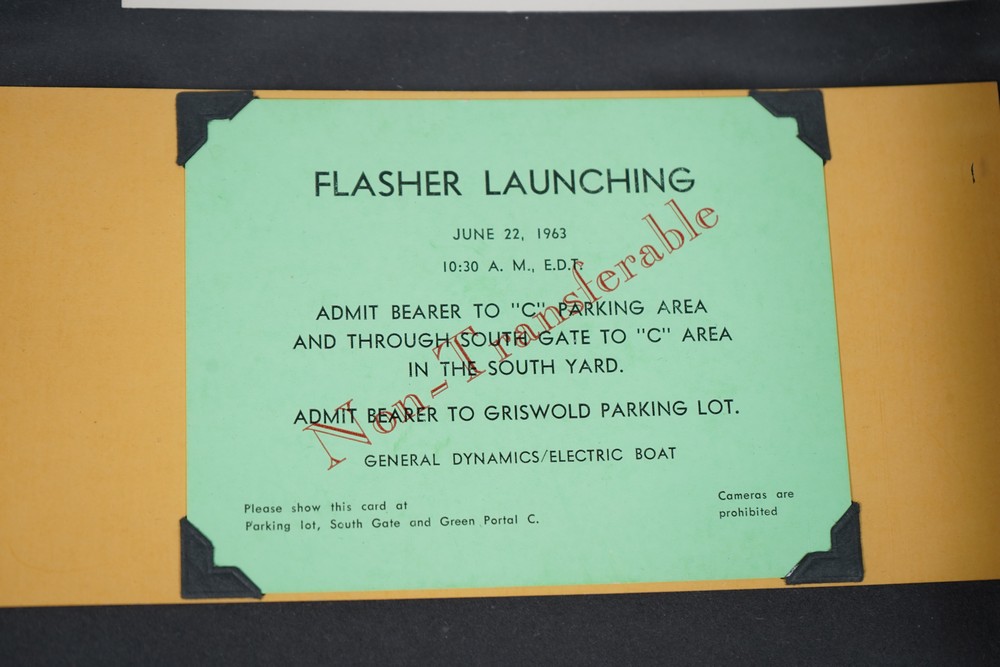 FLASHER LAUNCHING
JUNE 22, 1963
10:30 A. M., E.D.T.
ADMIT BEARER TO "C" PARKING AREA
AND THROUGH SOUTH GATE TO "C" AREA
IN THE SOUTH YARD.
ADMIT BEARER TO GRISWOLD PARKING LOT.
GENERAL DYNAMICS/ELECTRIC BOAT
Please show this card at
Parking lot, South Gate and Green Portal C.
Cameras are
prohibited
Non-Transferable